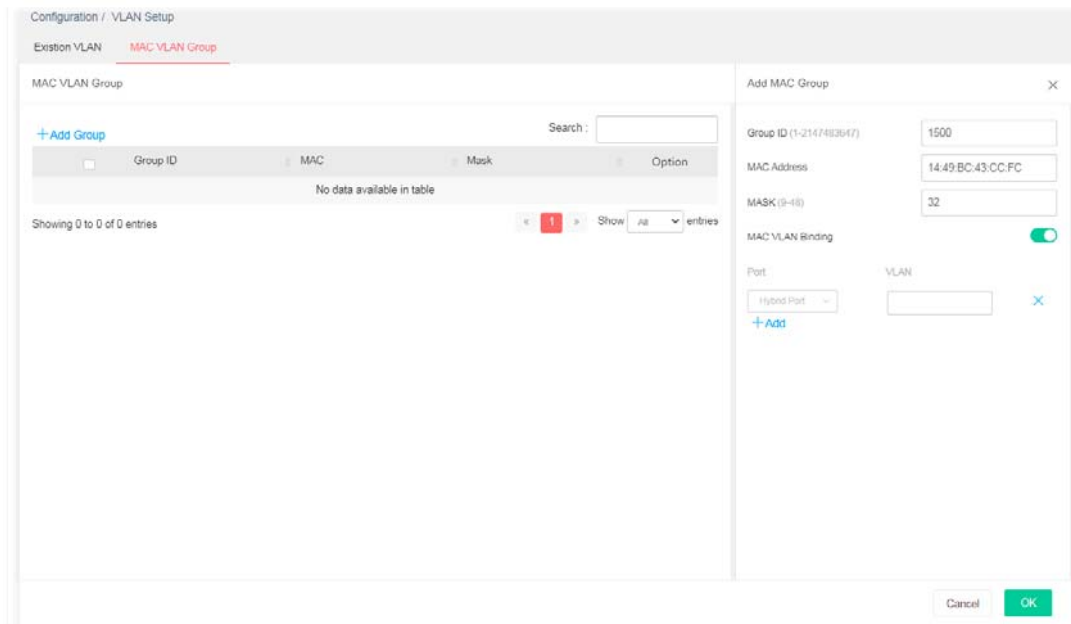 Configuration / VLAN Setup
Existion VLAN MAC VLAN Group
MAC VLAN Group
+Add Group
Search :
Group ID MAC Mask Option
No data available in table
Showing 0 to 0 of 0 entries
« 1 » Show All entries
Add MAC Group ×
Group ID (1-2147483647) 1500
MAC Address 14:49:BC:43:CC:FC
MASK (9-48) 32
MAC VLAN Binding
Port VLAN
Hybrid Port ×
+Add
Cancel OK